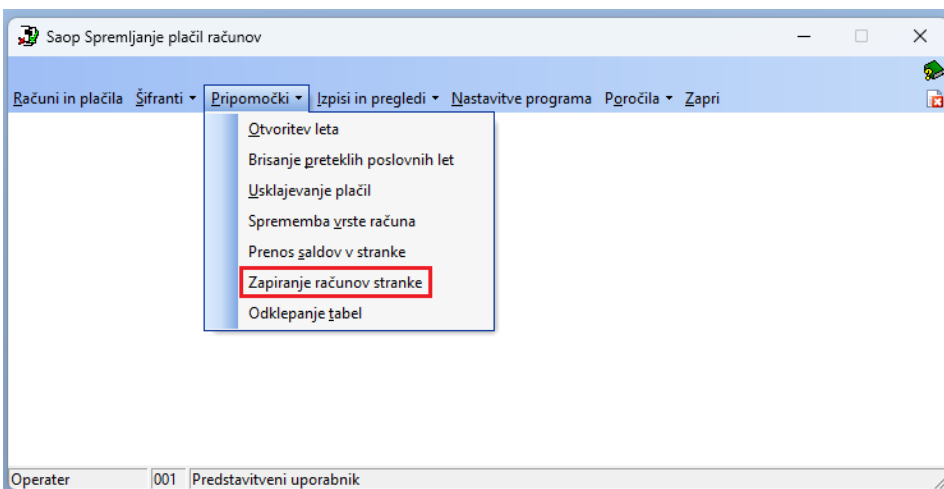 Saop Spremljanje plačil računov
Računi in plačila Šifranti Pripomočki Izpisi in pregledi Nastavitve programa Poročila Zapri
Otvoritev leta
Brisanje preteklih poslovnih let
Usklajevanje plačil
Sprememba vrste računa
Prenos saldov v stranke
Zapiranje računov stranke
Odklepanje tabel
Operater 001 Predstavitveni uporabnik